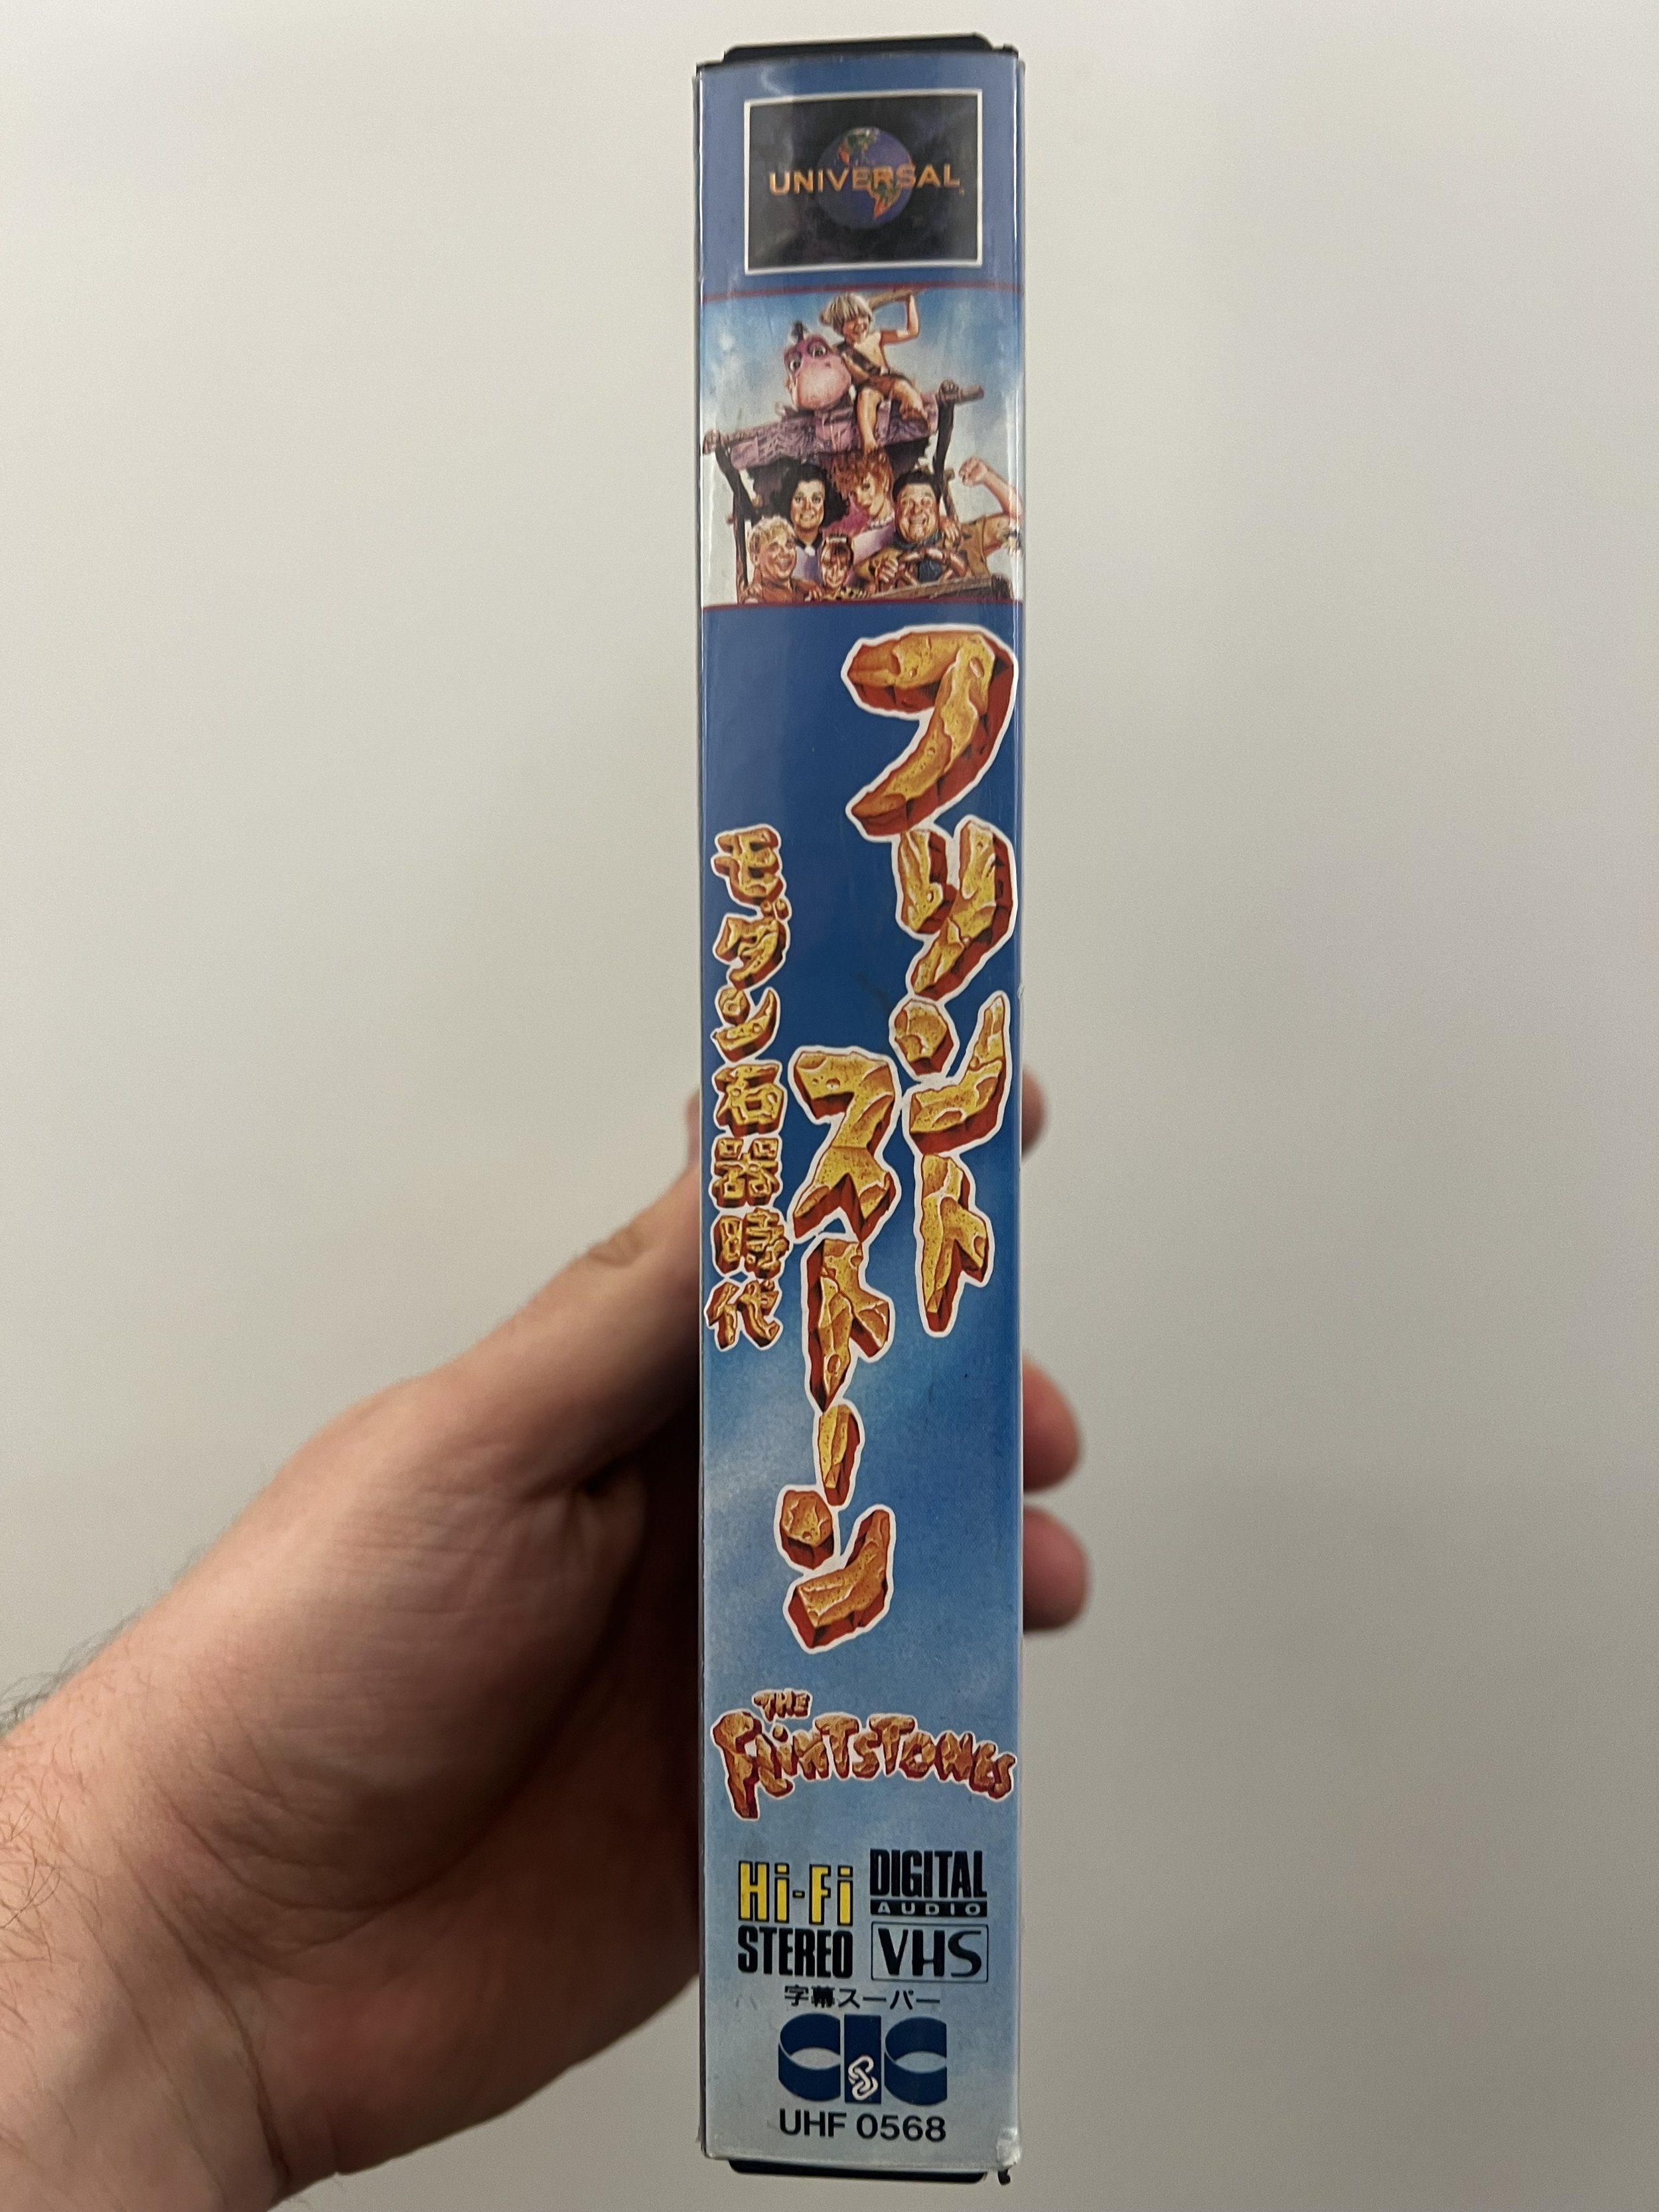 UNIVERSAL
フリント
ストーン
モダン石器時代
THE
FLINTSTONES
Hi-Fi
STEREO
DIGITAL
AUDIO
VHS
字幕スーパー
CIC
UHF 0568